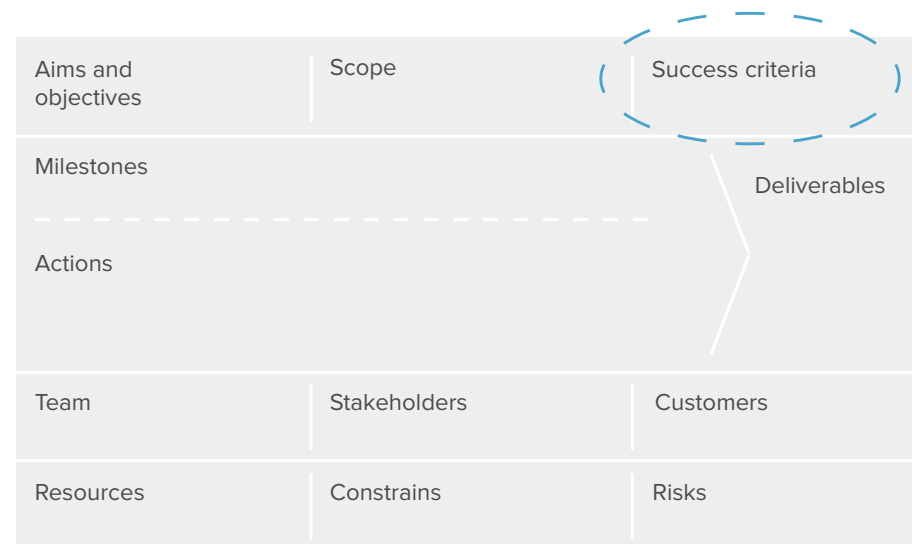 Aims and
objectives
Scope
Success criteria
Milestones
Deliverables
Actions
Team
Stakeholders
Customers
Resources
Constrains
Risks